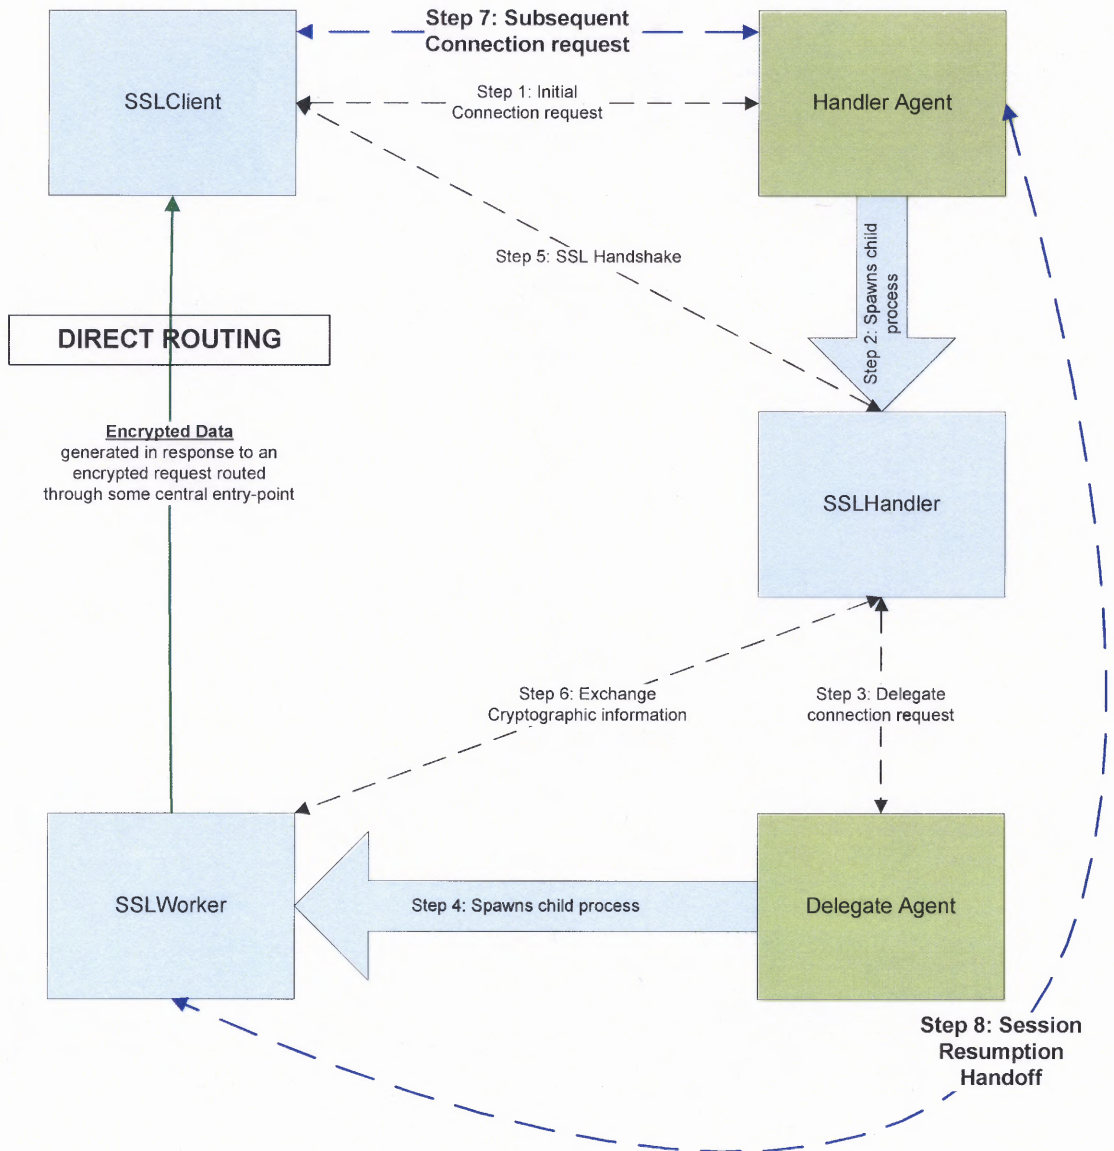 Step 7: Subsequent
Connection request
SSLClient
Step 1: Initial
Connection request
Handler Agent
Step 5: SSL Handshake
Step 2: Spawns child
process
DIRECT ROUTING
Encrypted Data
generated in response to an
encrypted request routed
through some central entry-point
SSLHandler
Step 6: Exchange
Cryptographic information
Step 3: Delegate
connection request
SSLWorker
Step 4: Spawns child process
Delegate Agent
Step 8: Session
Resumption
Handoff